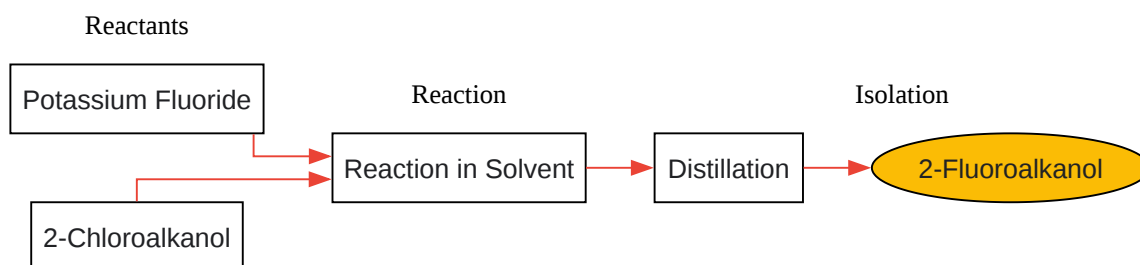 Reactants
Potassium Fluoride
Reaction
Isolation
Reaction in Solvent
Distillation
2-Fluoroalkanol
2-Chloroalkanol